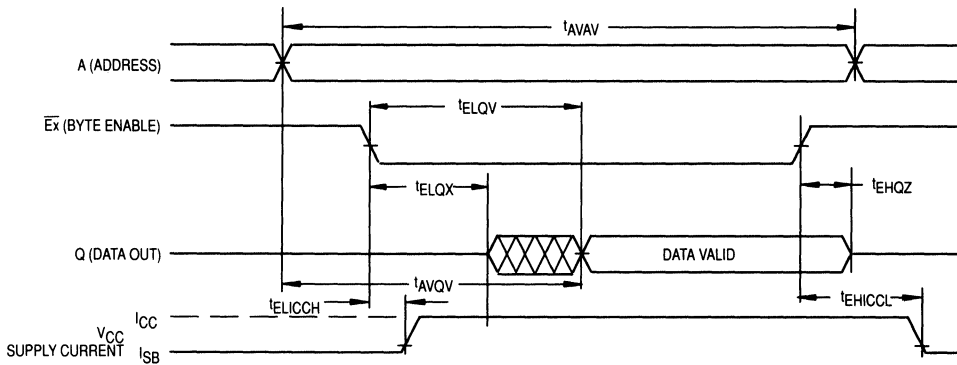 tAVAV
A (ADDRESS)
tELQV
Ex (BYTE ENABLE)
tELQX
tEHQZ
Q (DATA OUT)
DATA VALID
tAVQV
tELICCH
tEHICCL
ICC
VCC
SUPPLY CURRENT
ISB